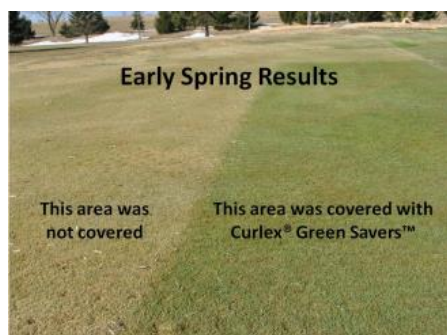 Early Spring Results
This area was
not covered
This area was covered with
Curlex® Green Savers™